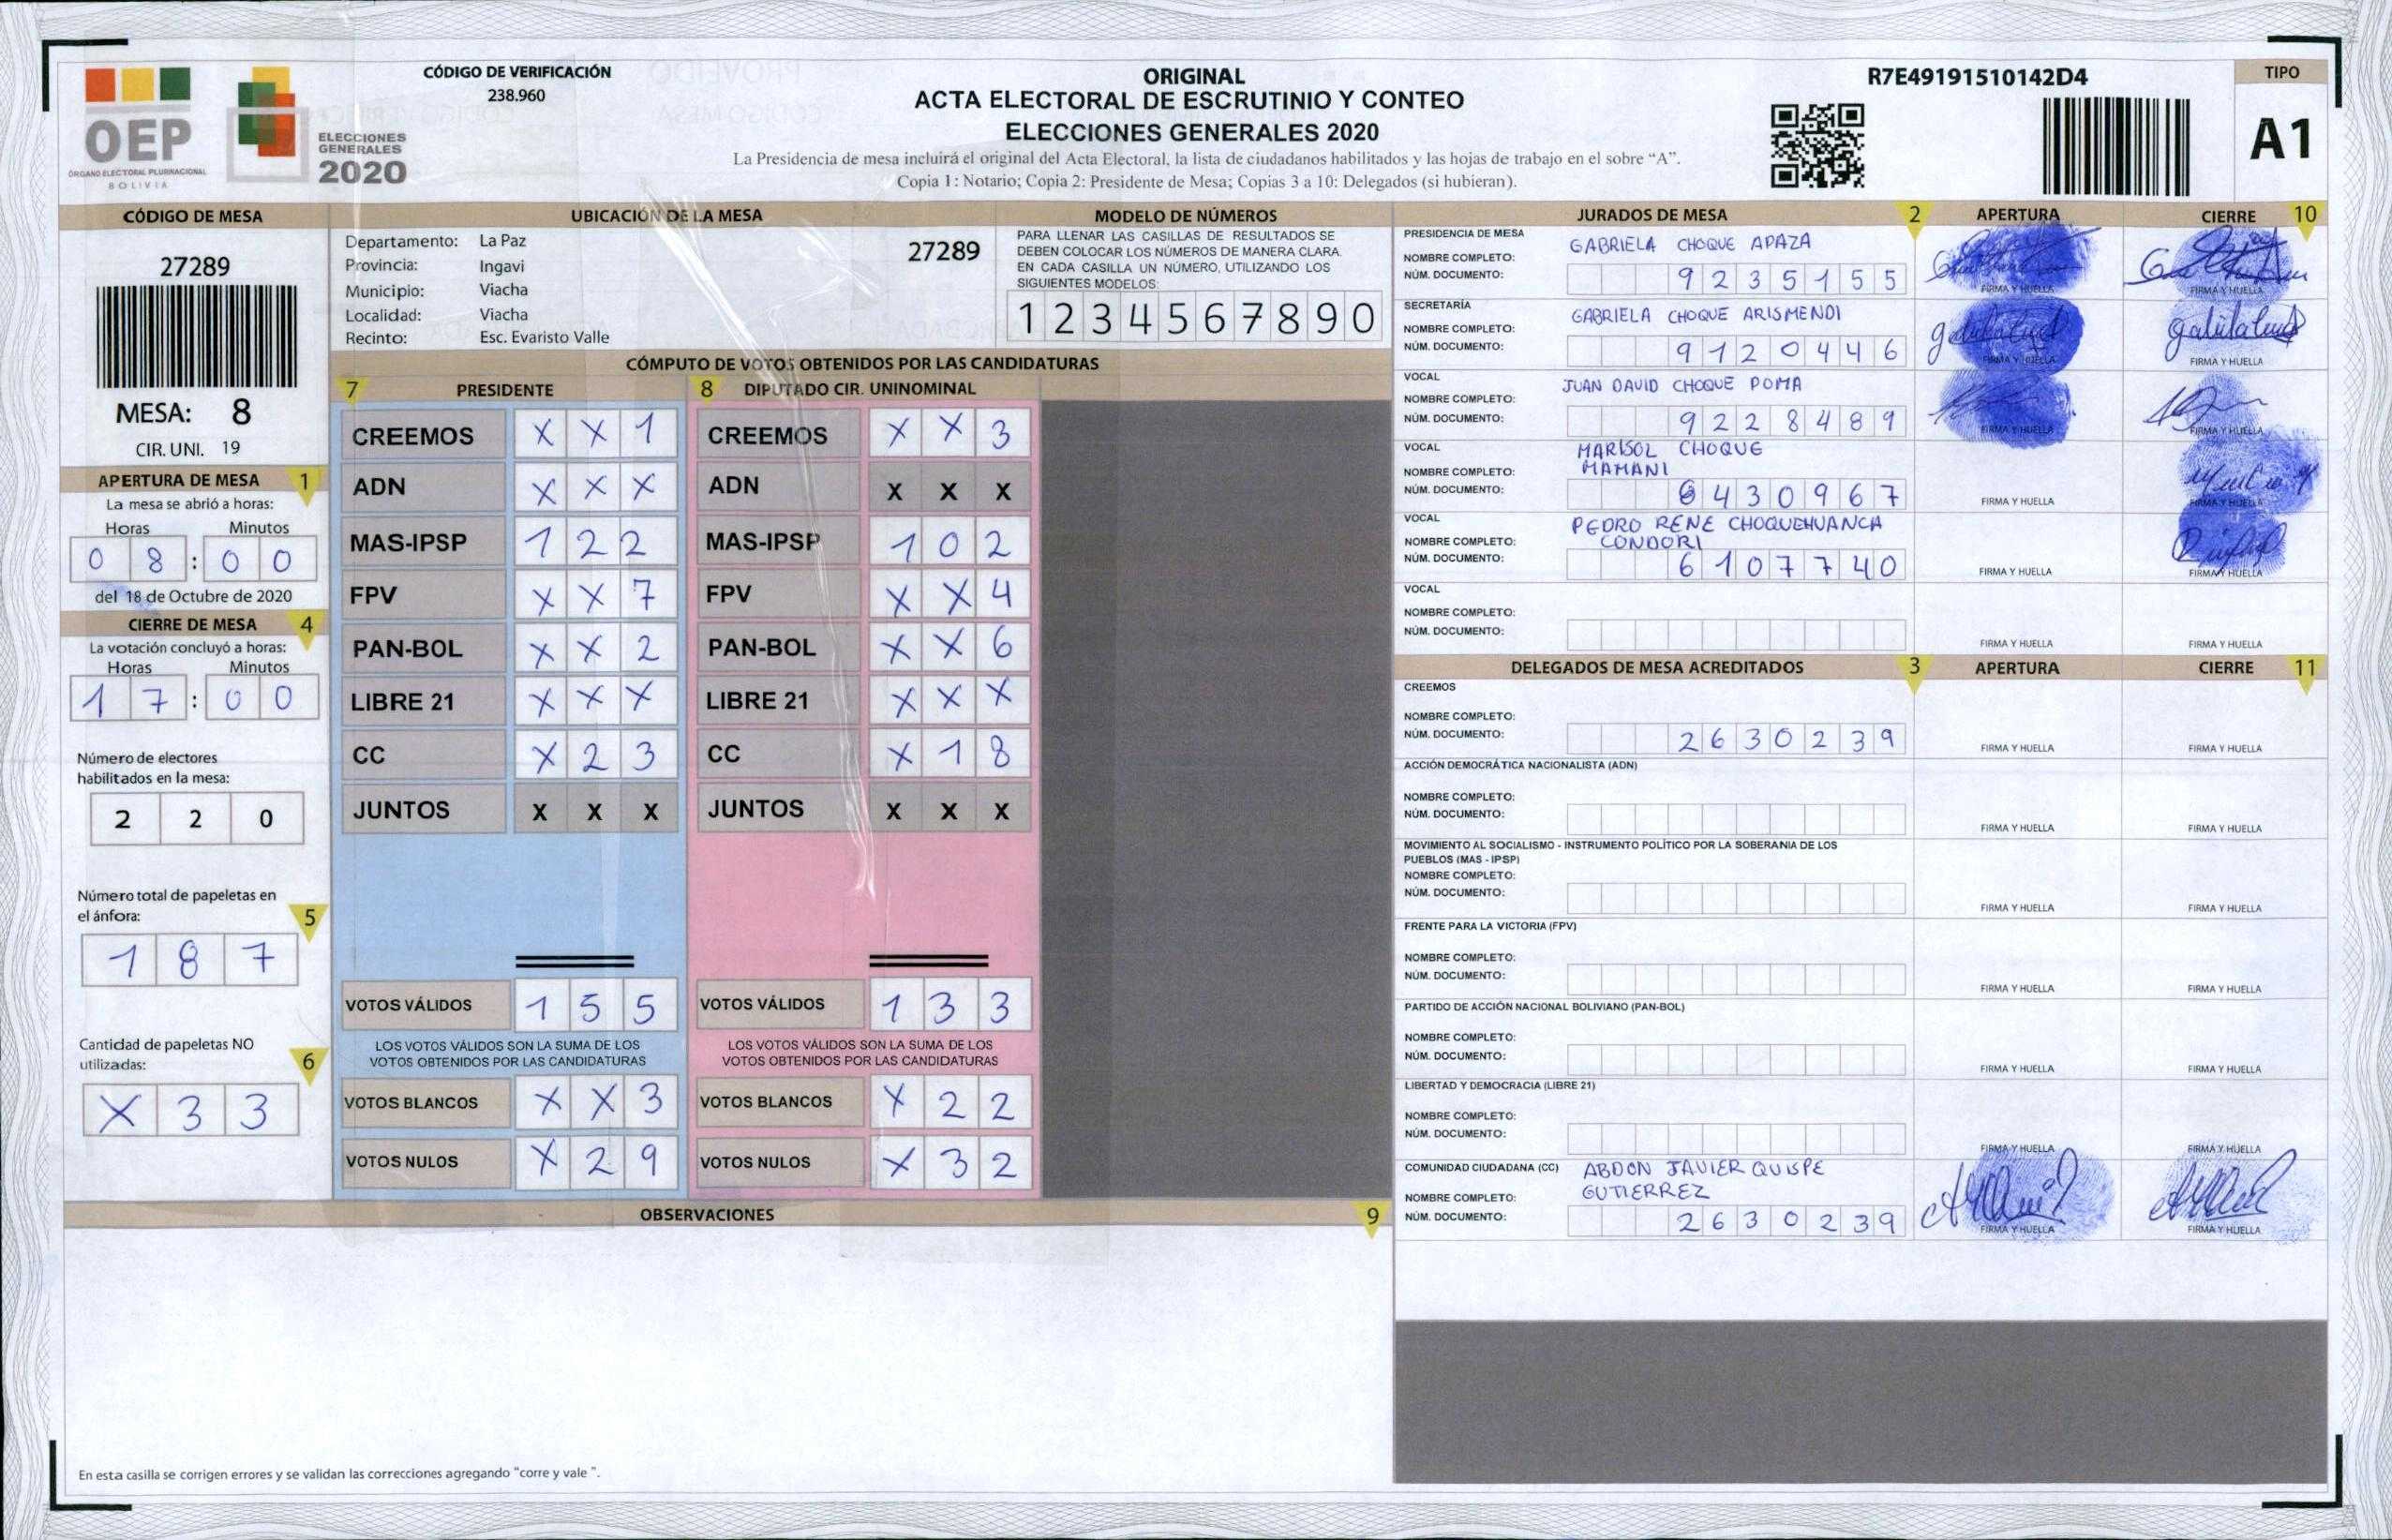 CÓDIGO DE VERIFICACIÓN
238.960
ORIGINAL
ACTA ELECTORAL DE ESCRUTINIO Y CONTEO
ELECCIONES GENERALES 2020
La Presidencia de mesa incluirá el original del Acta Electoral, la lista de ciudadanos habilitados y las hojas de trabajo en el sobre “A”.
Copia 1: Notario; Copia 2: Presidente de Mesa; Copias 3 a 10: Delegados (si hubieran).
R7E49191510142D4
TIPO
A1
OEP
ÓRGANO ELECTORAL PLURINACIONAL
BOLIVIA
ELECCIONES
GENERALES
2020
CÓDIGO DE MESA
27289
MESA: 8
CIR. UNI. 19
APERTURA DE MESA 1
La mesa se abrió a horas:
Horas Minutos
0 8 : 0 0
del 18 de Octubre de 2020
CIERRE DE MESA 4
La votación concluyó a horas:
Horas Minutos
1 7 : 0 0
Número de electores
habilitados en la mesa:
2 2 0
Número total de papeletas en
el ánfora: 5
1 8 7
Cantidad de papeletas NO
utilizadas: 6
X 3 3
UBICACIÓN DE LA MESA
Departamento: La Paz
Provincia: Ingavi
Municipio: Viacha
Localidad: Viacha
Recinto: Esc. Evaristo Valle
27289
MODELO DE NÚMEROS
PARA LLENAR LAS CASILLAS DE RESULTADOS SE
DEBEN COLOCAR LOS NÚMEROS DE MANERA CLARA.
EN CADA CASILLA UN NÚMERO, UTILIZANDO LOS
SIGUIENTES MODELOS:
1 2 3 4 5 6 7 8 9 0
CÓMPUTO DE VOTOS OBTENIDOS POR LAS CANDIDATURAS
7 PRESIDENTE
CREEMOS X X 1
ADN X X X
MAS-IPSP 1 2 2
FPV X X 7
PAN-BOL X X 2
LIBRE 21 X X X
CC X 2 3
JUNTOS X X X
VOTOS VÁLIDOS 1 5 5
LOS VOTOS VÁLIDOS SON LA SUMA DE LOS
VOTOS OBTENIDOS POR LAS CANDIDATURAS
VOTOS BLANCOS X X 3
VOTOS NULOS X 2 9
8 DIPUTADO CIR. UNINOMINAL
CREEMOS X X 3
ADN X X X
MAS-IPSP 1 0 2
FPV X X 4
PAN-BOL X X 6
LIBRE 21 X X X
CC X 1 8
JUNTOS X X X
VOTOS VÁLIDOS 1 3 3
LOS VOTOS VÁLIDOS SON LA SUMA DE LOS
VOTOS OBTENIDOS POR LAS CANDIDATURAS
VOTOS BLANCOS X 2 2
VOTOS NULOS X 3 2
OBSERVACIONES 9
En esta casilla se corrigen errores y se validan las correcciones agregando "corre y vale ".
JURADOS DE MESA 2 APERTURA CIERRE 10
PRESIDENCIA DE MESA
NOMBRE COMPLETO: GABRIELA CHOQUE APAZA
NÚM. DOCUMENTO: 9 2 3 5 1 5 5
FIRMA Y HUELLA FIRMA Y HUELLA
SECRETARÍA
NOMBRE COMPLETO: GABRIELA CHOQUE ARISMENDI
NÚM. DOCUMENTO: 9 1 2 0 4 4 6
FIRMA Y HUELLA FIRMA Y HUELLA
VOCAL
NOMBRE COMPLETO: JUAN DAVID CHOQUE POMA
NÚM. DOCUMENTO: 9 2 2 8 4 8 9
FIRMA Y HUELLA FIRMA Y HUELLA
VOCAL
NOMBRE COMPLETO: MARISOL CHOQUE
MAMANI
NÚM. DOCUMENTO: 6 4 3 0 9 6 7
FIRMA Y HUELLA FIRMA Y HUELLA
VOCAL
NOMBRE COMPLETO: PEDRO RENE CHOQUEHUANCA
CONDORI
NÚM. DOCUMENTO: 6 1 0 7 7 4 0
FIRMA Y HUELLA FIRMA Y HUELLA
VOCAL
NOMBRE COMPLETO:
NÚM. DOCUMENTO:
FIRMA Y HUELLA FIRMA Y HUELLA
DELEGADOS DE MESA ACREDITADOS 3 APERTURA CIERRE 11
CREEMOS
NOMBRE COMPLETO:
NÚM. DOCUMENTO: 2 6 3 0 2 3 9
FIRMA Y HUELLA FIRMA Y HUELLA
ACCIÓN DEMOCRÁTICA NACIONALISTA (ADN)
NOMBRE COMPLETO:
NÚM. DOCUMENTO:
FIRMA Y HUELLA FIRMA Y HUELLA
MOVIMIENTO AL SOCIALISMO - INSTRUMENTO POLÍTICO POR LA SOBERANIA DE LOS
PUEBLOS (MAS - IPSP)
NOMBRE COMPLETO:
NÚM. DOCUMENTO:
FIRMA Y HUELLA FIRMA Y HUELLA
FRENTE PARA LA VICTORIA (FPV)
NOMBRE COMPLETO:
NÚM. DOCUMENTO:
FIRMA Y HUELLA FIRMA Y HUELLA
PARTIDO DE ACCIÓN NACIONAL BOLIVIANO (PAN-BOL)
NOMBRE COMPLETO:
NÚM. DOCUMENTO:
FIRMA Y HUELLA FIRMA Y HUELLA
LIBERTAD Y DEMOCRACIA (LIBRE 21)
NOMBRE COMPLETO:
NÚM. DOCUMENTO:
FIRMA Y HUELLA FIRMA Y HUELLA
COMUNIDAD CIUDADANA (CC)
NOMBRE COMPLETO: ABDON JAVIER QUISPE
GUTIERREZ
NÚM. DOCUMENTO: 2 6 3 0 2 3 9
FIRMA Y HUELLA FIRMA Y HUELLA